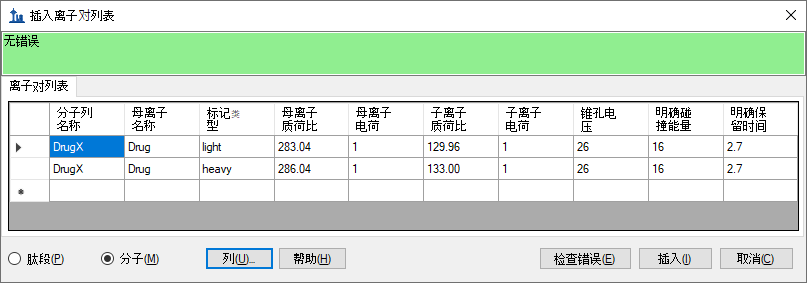 插入离子对列表
无错误
离子对列表
分子列名称 母离子名称 标记类型 母离子质荷比 母离子电荷 子离子质荷比 子离子电荷 锥孔电压 明确碰撞能量 明确保留时间
DrugX Drug light 283.04 1 129.96 1 26 16 2.7
DrugX Drug heavy 286.04 1 133.00 1 26 16 2.7
肽段(P) 分子(M) 列(U)... 帮助(H) 检查错误(E) 插入(I) 取消(C)